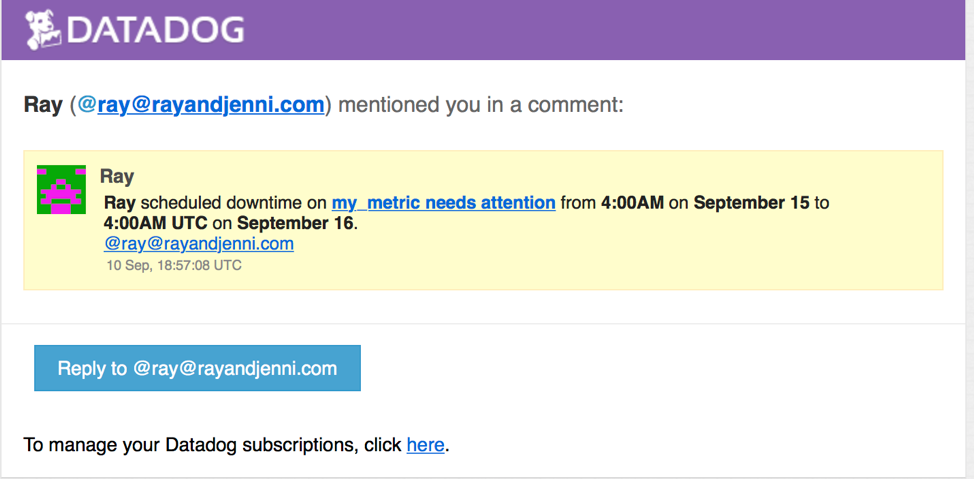 DATADOG
Ray (@ray@rayandjenni.com) mentioned you in a comment:
Ray
Ray scheduled downtime on my_metric needs attention from 4:00AM on September 15 to
4:00AM UTC on September 16.
@ray@rayandjenni.com
10 Sep, 18:57:08 UTC
Reply to @ray@rayandjenni.com
To manage your Datadog subscriptions, click here.